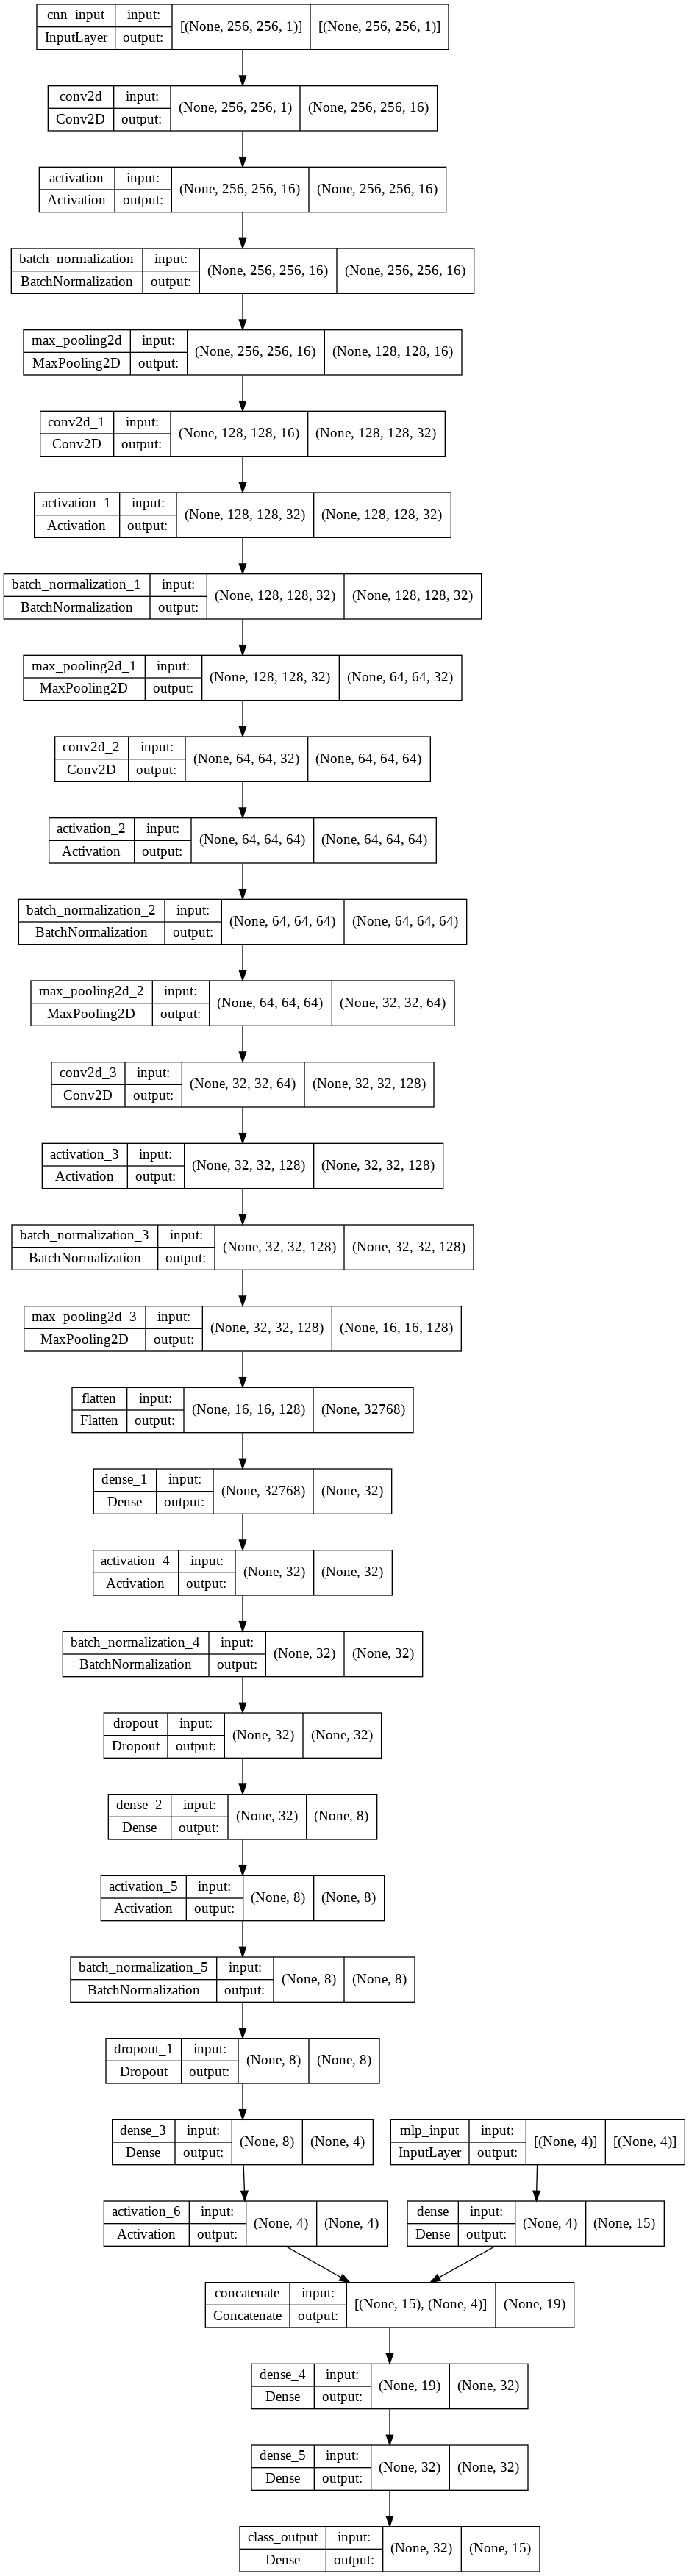 cnn_input input: [(None, 256, 256, 1)] [(None, 256, 256, 1)]
InputLayer output:
conv2d input: (None, 256, 256, 1) (None, 256, 256, 16)
Conv2D output:
activation input: (None, 256, 256, 16) (None, 256, 256, 16)
Activation output:
batch_normalization input: (None, 256, 256, 16) (None, 256, 256, 16)
BatchNormalization output:
max_pooling2d input: (None, 256, 256, 16) (None, 128, 128, 16)
MaxPooling2D output:
conv2d_1 input: (None, 128, 128, 16) (None, 128, 128, 32)
Conv2D output:
activation_1 input: (None, 128, 128, 32) (None, 128, 128, 32)
Activation output:
batch_normalization_1 input: (None, 128, 128, 32) (None, 128, 128, 32)
BatchNormalization output:
max_pooling2d_1 input: (None, 128, 128, 32) (None, 64, 64, 32)
MaxPooling2D output:
conv2d_2 input: (None, 64, 64, 32) (None, 64, 64, 64)
Conv2D output:
activation_2 input: (None, 64, 64, 64) (None, 64, 64, 64)
Activation output:
batch_normalization_2 input: (None, 64, 64, 64) (None, 64, 64, 64)
BatchNormalization output:
max_pooling2d_2 input: (None, 64, 64, 64) (None, 32, 32, 64)
MaxPooling2D output:
conv2d_3 input: (None, 32, 32, 64) (None, 32, 32, 128)
Conv2D output:
activation_3 input: (None, 32, 32, 128) (None, 32, 32, 128)
Activation output:
batch_normalization_3 input: (None, 32, 32, 128) (None, 32, 32, 128)
BatchNormalization output:
max_pooling2d_3 input: (None, 32, 32, 128) (None, 16, 16, 128)
MaxPooling2D output:
flatten input: (None, 16, 16, 128) (None, 32768)
Flatten output:
dense_1 input: (None, 32768) (None, 32)
Dense output:
activation_4 input: (None, 32) (None, 32)
Activation output:
batch_normalization_4 input: (None, 32) (None, 32)
BatchNormalization output:
dropout input: (None, 32) (None, 32)
Dropout output:
dense_2 input: (None, 32) (None, 8)
Dense output:
activation_5 input: (None, 8) (None, 8)
Activation output:
batch_normalization_5 input: (None, 8) (None, 8)
BatchNormalization output:
dropout_1 input: (None, 8) (None, 8)
Dropout output:
dense_3 input: (None, 8) (None, 4)
Dense output:
mlp_input input: [(None, 4)] [(None, 4)]
InputLayer output:
activation_6 input: (None, 4) (None, 4)
Activation output:
dense input: (None, 4) (None, 15)
Dense output:
concatenate input: [(None, 15), (None, 4)] (None, 19)
Concatenate output:
dense_4 input: (None, 19) (None, 32)
Dense output:
dense_5 input: (None, 32) (None, 32)
Dense output:
class_output input: (None, 32) (None, 15)
Dense output: